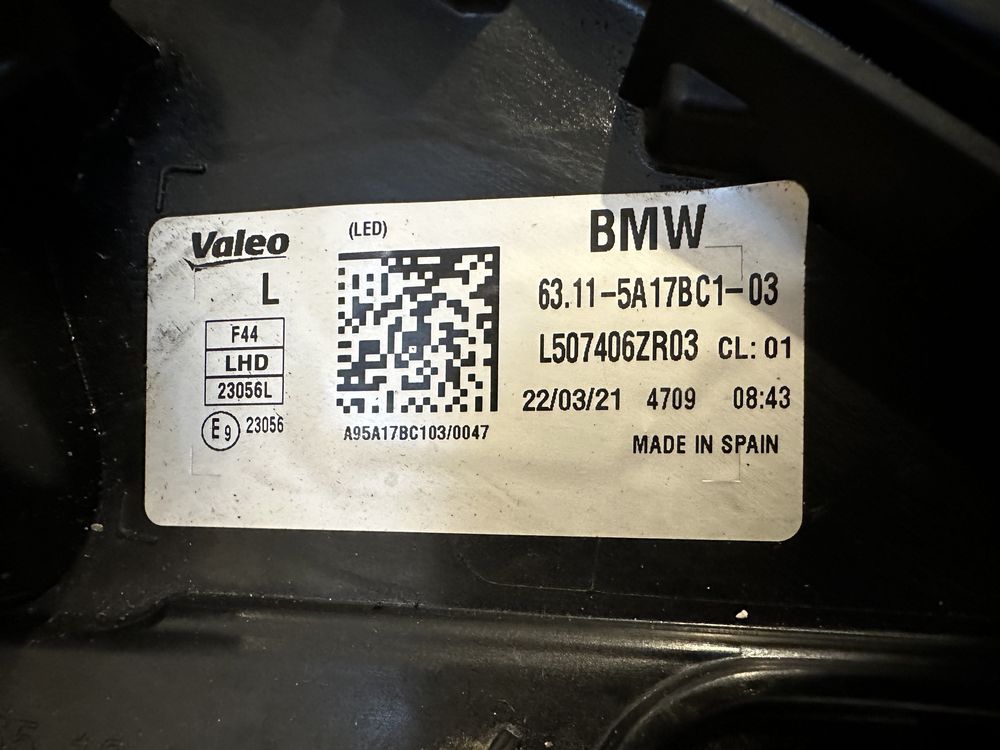 Valeo
(LED)
BMW
L
63.11-5A17BC1-03
F44
LHD
23056L
L507406ZR03 CL: 01
22/03/21 4709 08:43
E9 23056
A95A17BC103/0047
MADE IN SPAIN